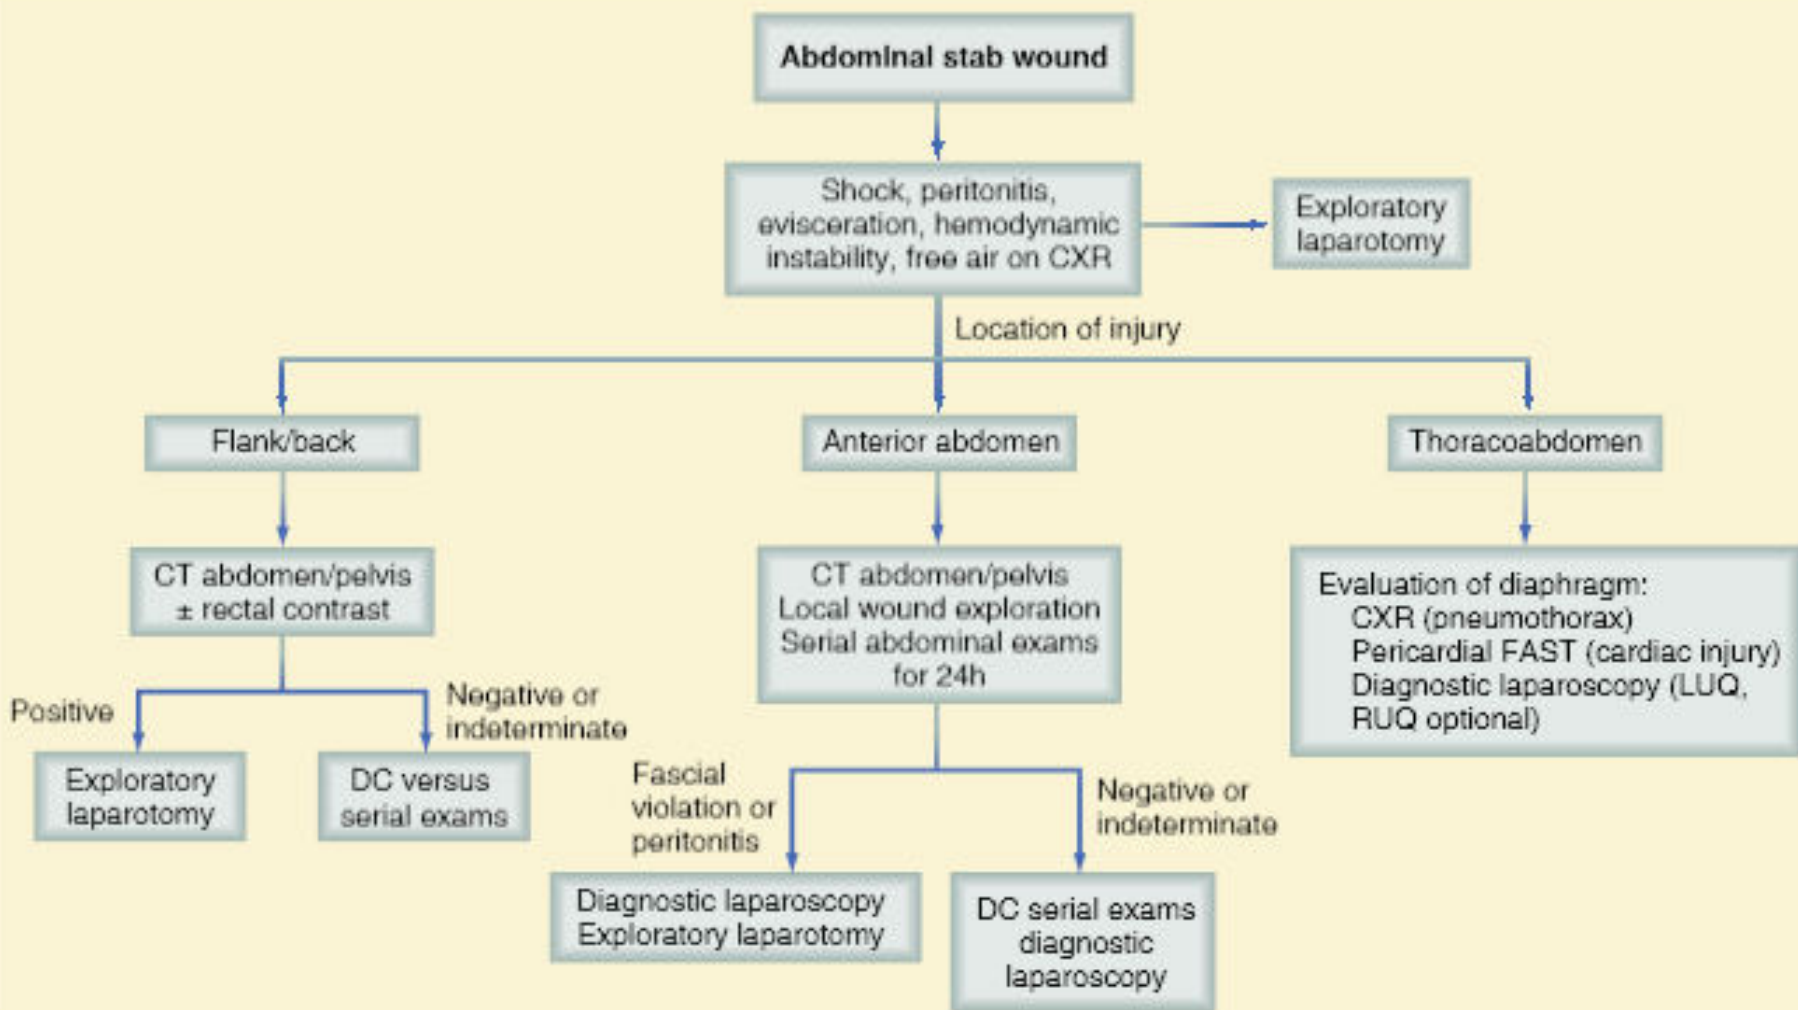 Abdominal stab wound
Shock, peritonitis,
evisceration, hemodynamic
instability, free air on CXR
Exploratory
laparotomy
Location of injury
Flank/back
Anterior abdomen
Thoracoabdomen
CT abdomen/pelvis
± rectal contrast
CT abdomen/pelvis
Local wound exploration
Serial abdominal exams
for 24h
Evaluation of diaphragm:
CXR (pneumothorax)
Pericardial FAST (cardiac injury)
Diagnostic laparoscopy (LUQ,
RUQ optional)
Positive
Negative or
indeterminate
Exploratory
laparotomy
DC versus
serial exams
Fascial
violation or
peritonitis
Negative or
indeterminate
Diagnostic laparoscopy
Exploratory laparotomy
DC serial exams
diagnostic
laparoscopy